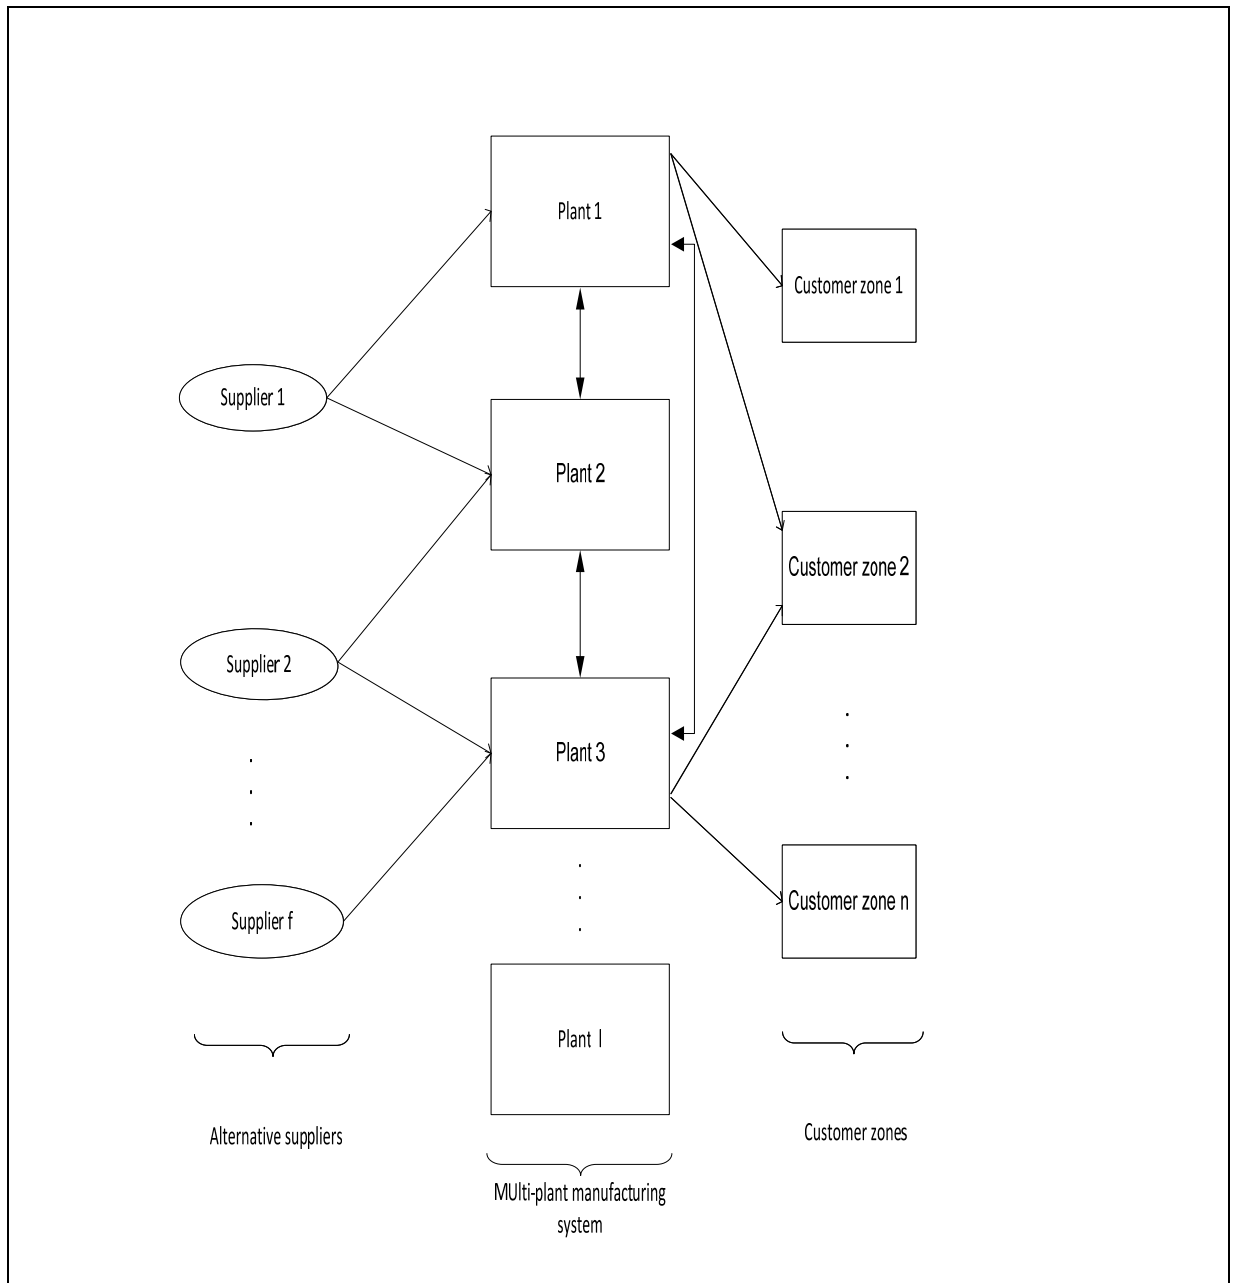 Plant 1
Customer zone 1
Supplier 1
Plant 2
Customer zone 2
Supplier 2
Plant 3
Customer zone n
Supplier f
Plant l
Alternative suppliers
Customer zones
MUlti-plant manufacturing
system